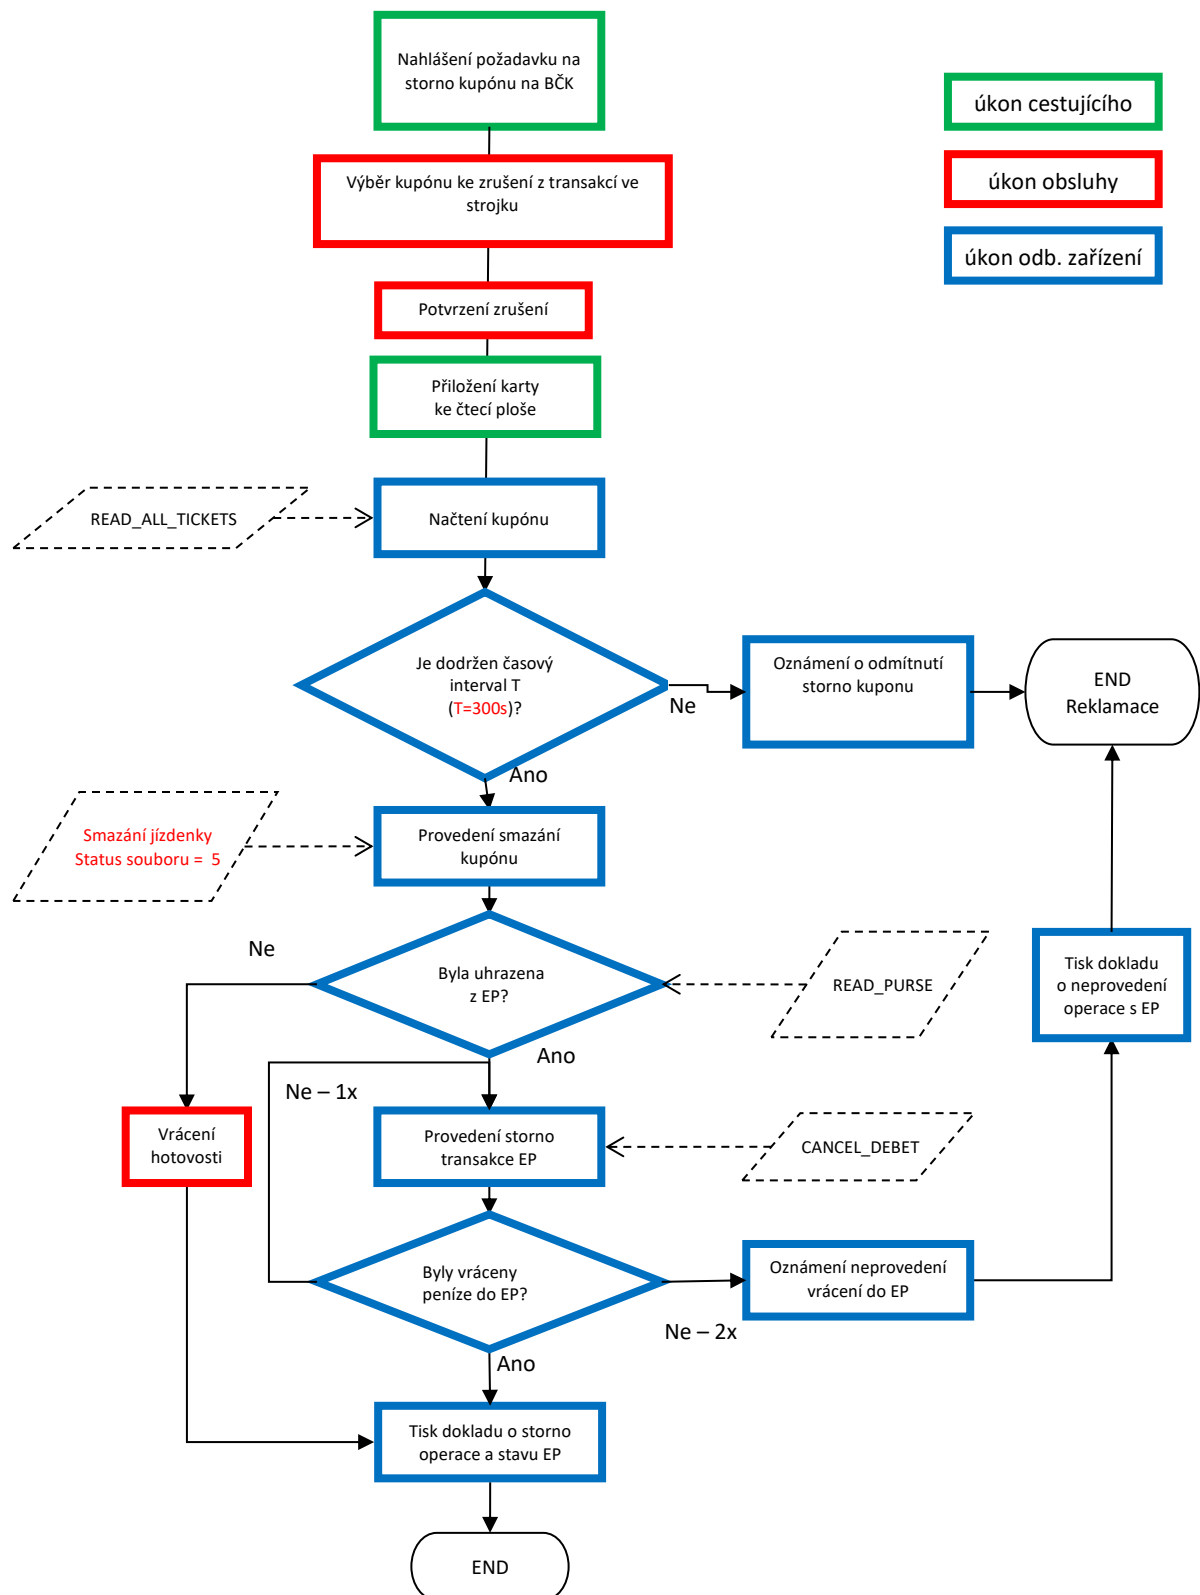 Nahlášení požadavku na
storno kupónu na BČK
úkon cestujícího
Výběr kupónu ke zrušení z transakcí ve
strojku
úkon obsluhy
úkon odb. zařízení
Potvrzení zrušení
Přiložení karty
ke čtecí ploše
READ_ALL_TICKETS
Načtení kupónu
Je dodržen časový
interval T
(T=300s)?
Ne
Oznámení o odmítnutí
storno kuponu
END
Reklamace
Ano
Smazání jízdenky
Status souboru = 5
Provedení smazání
kupónu
Ne
Byla uhrazena
z EP?
READ_PURSE
Tisk dokladu
o neprovedení
operace s EP
Ano
Ne – 1x
Vrácení
hotovosti
Provedení storno
transakce EP
CANCEL_DEBET
Byly vráceny
peníze do EP?
Oznámení neprovedení
vrácení do EP
Ne – 2x
Ano
Tisk dokladu o storno
operace a stavu EP
END